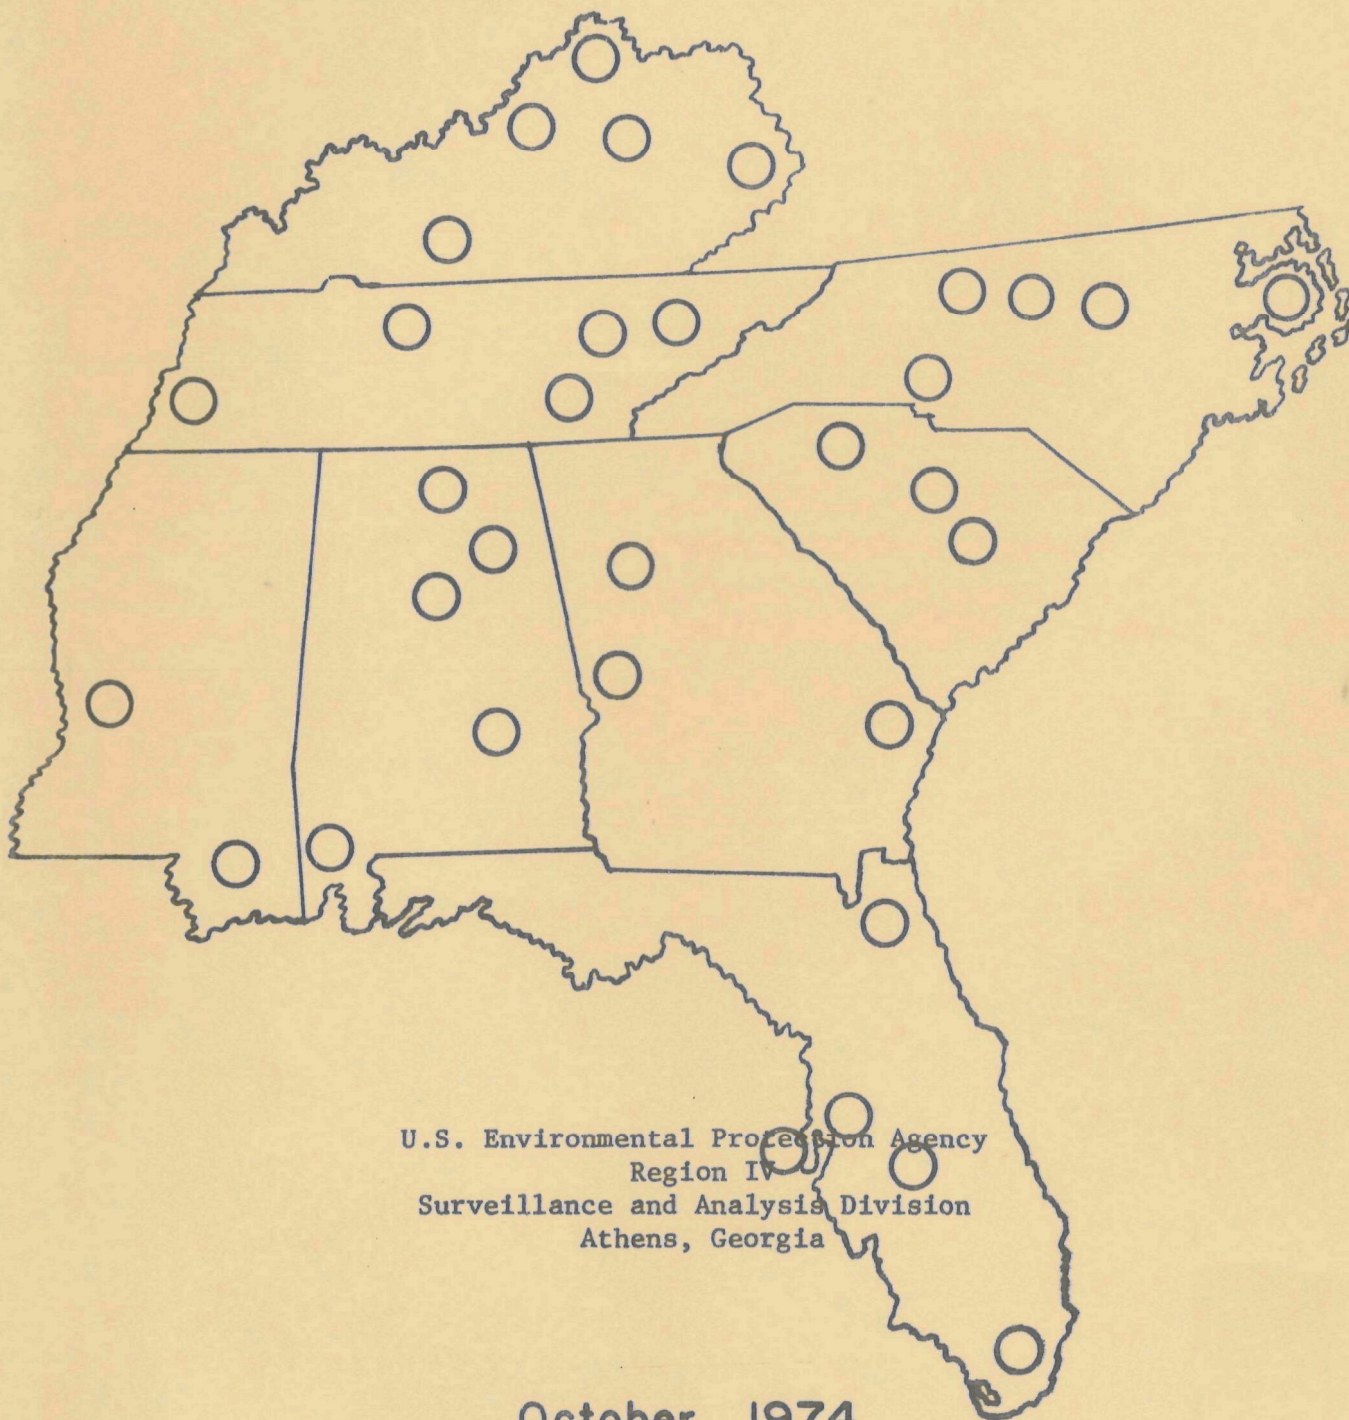 U.S. Environmental Protection Agency
Region IV
Surveillance and Analysis Division
Athens, Georgia
October 1974